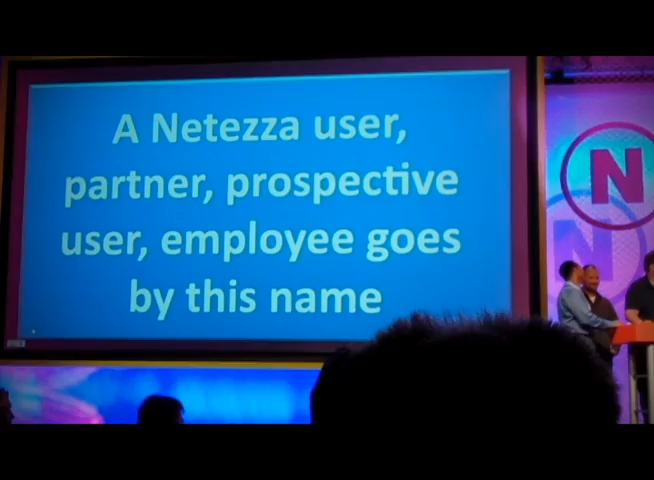 A Netezza user,
partner, prospective
user, employee goes
by this name
N
N